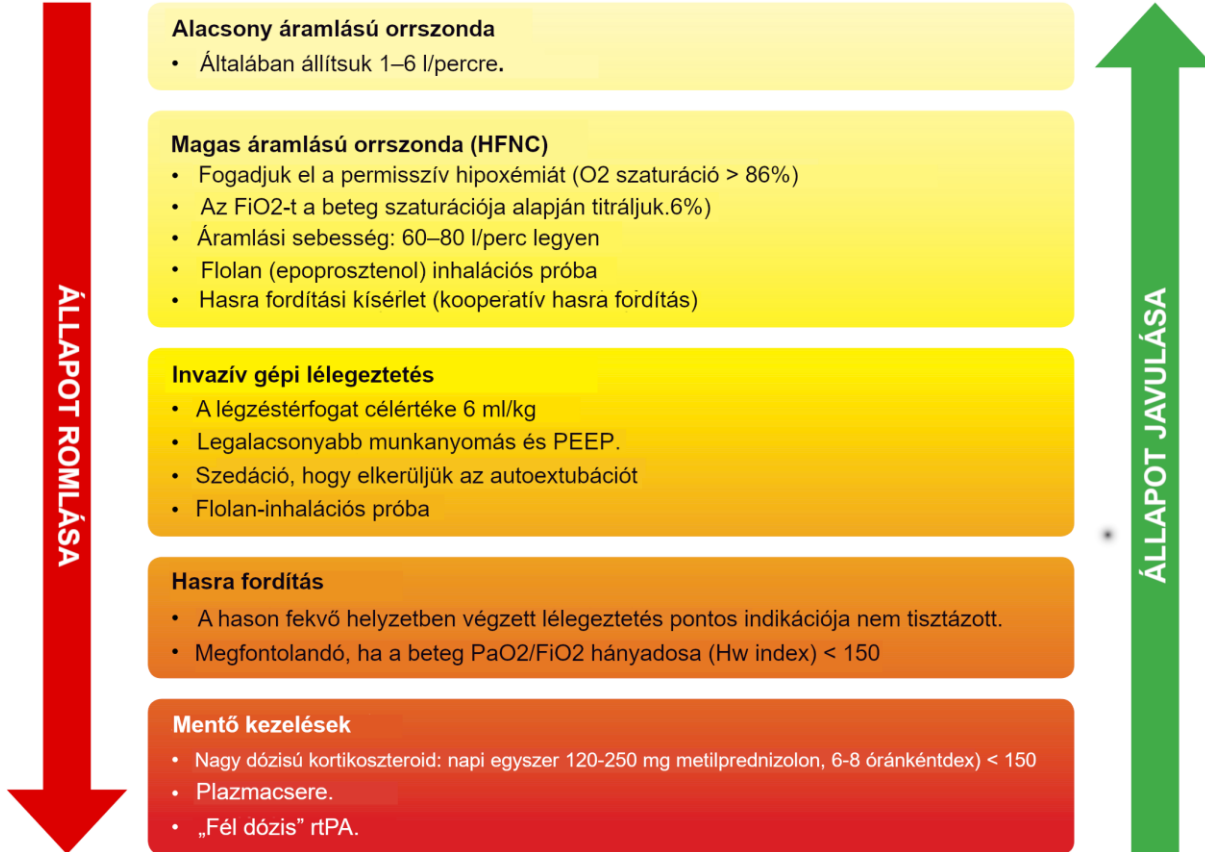 ÁLLAPOT ROMLÁSA
Alacsony áramlású orrszonda
• Általában állítsuk 1–6 l/percre.
Magas áramlású orrszonda (HFNC)
• Fogadjuk el a permisszív hipoxémiát (O2 szaturáció > 86%)
• Az FiO2-t a beteg szaturációja alapján titráljuk.6%)
• Áramlási sebesség: 60–80 l/perc legyen
• Flolan (epoprosztenol) inhalációs próba
• Hasra fordítási kísérlet (kooperatív hasra fordítás)
Invazív gépi lélegeztetés
• A légzéstérfogat célértéke 6 ml/kg
• Legalacsonyabb munkanyomás és PEEP.
• Szedáció, hogy elkerüljük az autoextubációt
• Flolan-inhalációs próba
Hasra fordítás
• A hason fekvő helyzetben végzett lélegeztetés pontos indikációja nem tisztázott.
• Megfontolandó, ha a beteg PaO2/FiO2 hányadosa (Hw index) < 150
Mentő kezelések
• Nagy dózisú kortikoszteroid: napi egyszer 120-250 mg metilprednizolon, 6-8 óránkéntdex) < 150
• Plazmacsere.
• „Fél dózis” rtPA.
ÁLLAPOT JAVULÁSA